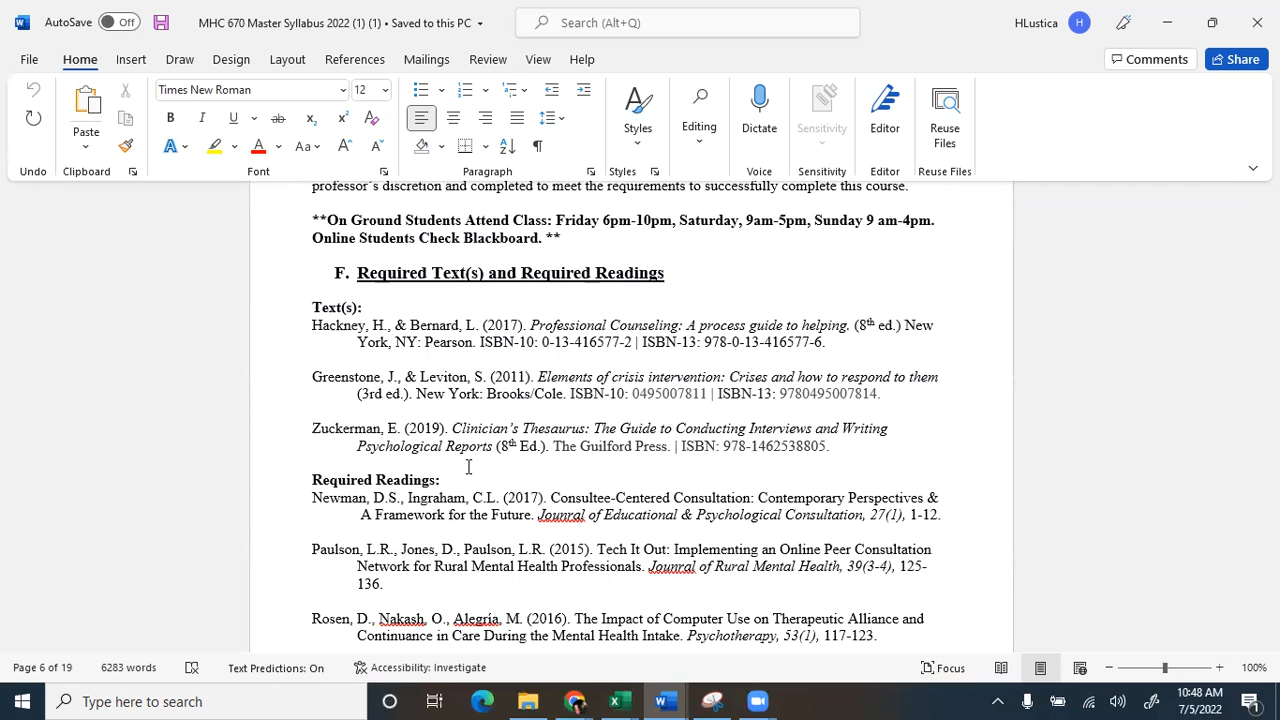 AutoSave Off MHC 670 Master Syllabus 2022 (1) (1) • Saved to this PC Search (Alt+Q) HLustica H
File Home Insert Draw Design Layout References Mailings Review View Help Comments Share
Times New Roman 12
Paste Styles Editing Dictate Sensitivity Editor Reuse Files
Undo Clipboard Font Paragraph Styles Voice Sensitivity Editor Reuse Files
professor's discretion and completed to meet the requirements to successfully complete this course.
**On Ground Students Attend Class: Friday 6pm-10pm, Saturday, 9am-5pm, Sunday 9 am-4pm.
Online Students Check Blackboard. **
F. Required Text(s) and Required Readings
Text(s):
Hackney, H., & Bernard, L. (2017). Professional Counseling: A process guide to helping. (8th ed.) New
York, NY: Pearson. ISBN-10: 0-13-416577-2 | ISBN-13: 978-0-13-416577-6.
Greenstone, J., & Leviton, S. (2011). Elements of crisis intervention: Crises and how to respond to them
(3rd ed.). New York: Brooks/Cole. ISBN-10: 0495007811 | ISBN-13: 9780495007814.
Zuckerman, E. (2019). Clinician's Thesaurus: The Guide to Conducting Interviews and Writing
Psychological Reports (8th Ed.). The Guilford Press. | ISBN: 978-1462538805.
Required Readings:
Newman, D.S., Ingraham, C.L. (2017). Consultee-Centered Consultation: Contemporary Perspectives &
A Framework for the Future. Jounral of Educational & Psychological Consultation, 27(1), 1-12.
Paulson, L.R., Jones, D., Paulson, L.R. (2015). Tech It Out: Implementing an Online Peer Consultation
Network for Rural Mental Health Professionals. Jounral of Rural Mental Health, 39(3-4), 125-
136.
Rosen, D., Nakash, O., Alegría, M. (2016). The Impact of Computer Use on Therapeutic Alliance and
Continuance in Care During the Mental Health Intake. Psychotherapy, 53(1), 117-123.
Page 6 of 19 6283 words Text Predictions: On Accessibility: Investigate Focus 100%
Type here to search 10:48 AM
7/5/2022